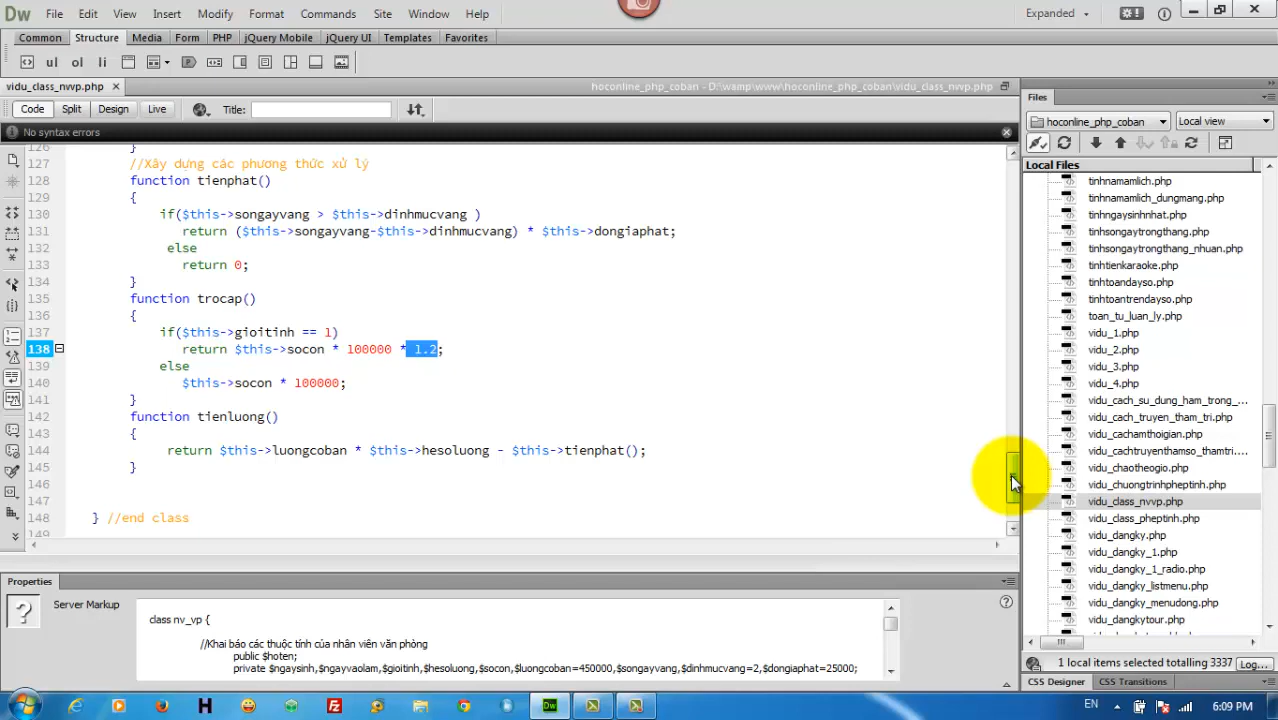 Dw File Edit View Insert Modify Format Commands Site Window Help Expanded
Common Structure Media Form PHP jQuery Mobile jQuery UI Templates Favorites
ul ol li
vidu_class_nvvp.php hoconline_php_coban - D:\wamp\www\hoconline_php_coban\vidu_class_nvvp.php
Code Split Design Live Title:
No syntax errors
126 }
127 //Xây dựng các phương thức xử lý
128 function tienphat()
129 {
130 if($this->songayvang > $this->dinhmucvang )
131 return ($this->songayvang-$this->dinhmucvang) * $this->dongiaphat;
132 else
133 return 0;
134 }
135 function trocap()
136 {
137 if($this->gioitinh == 1)
138 return $this->socon * 100000 * 1.2;
139 else
140 $this->socon * 100000;
141 }
142 function tienluong()
143 {
144 return $this->luongcoban * $this->hesoluong - $this->tienphat();
145 }
146
147
148 } //end class
149
Properties
Server Markup
class nv_vp {
//Khai báo các thuộc tính của nhân viên văn phòng
public $hoten;
private $ngaysinh,$ngayvaolam,$gioitinh,$hesoluong,$socon,$luongcoban=450000,$songayvang,$dinhmucvang=2,$dongiaphat=25000;
Files
hoconline_php_coban Local view
Local Files
tinhnamamlich.php
tinhnamamlich_dungmang.php
tinhngaysinhnhat.php
tinhsongaytrongthang.php
tinhsongaytrongthang_nhuan.php
tinhtienkaraoke.php
tinhtoandayso.php
tinhtoantrendayso.php
toan_tu_luan_ly.php
vidu_1.php
vidu_2.php
vidu_3.php
vidu_4.php
vidu_cach_su_dung_ham_trong_...
vidu_cach_truyen_tham_tri.php
vidu_cachamthoigian.php
vidu_cachtruyenthamso_thamtri....
vidu_chaotheogio.php
vidu_chuongtrinhpheptinh.php
vidu_class_nvvp.php
vidu_class_pheptinh.php
vidu_dangky.php
vidu_dangky_1.php
vidu_dangky_1_radio.php
vidu_dangky_listmenu.php
vidu_dangky_menudong.php
vidu_dangkytour.php
1 local items selected totalling 3337 Log...
CSS Designer CSS Transitions
H Fz Dw EN 6:09 PM